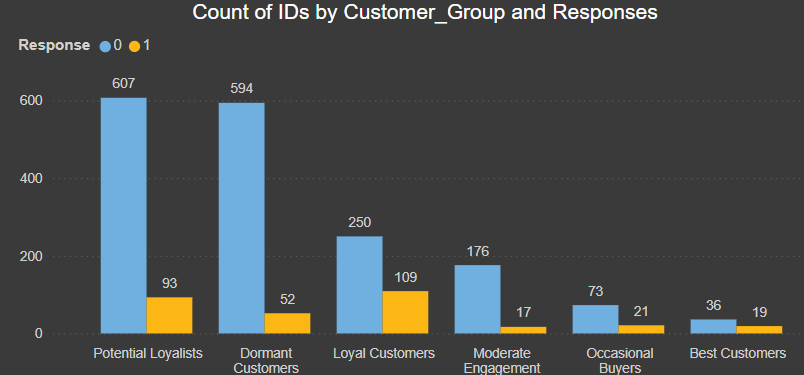 Count of IDs by Customer_Group and Responses
Response 0 1
607
594
600
400
250
200
176
93
52
109
17
73
21
36
19
0
Potential Loyalists
Dormant
Customers
Loyal Customers
Moderate
Engagement
Occasional
Buyers
Best Customers